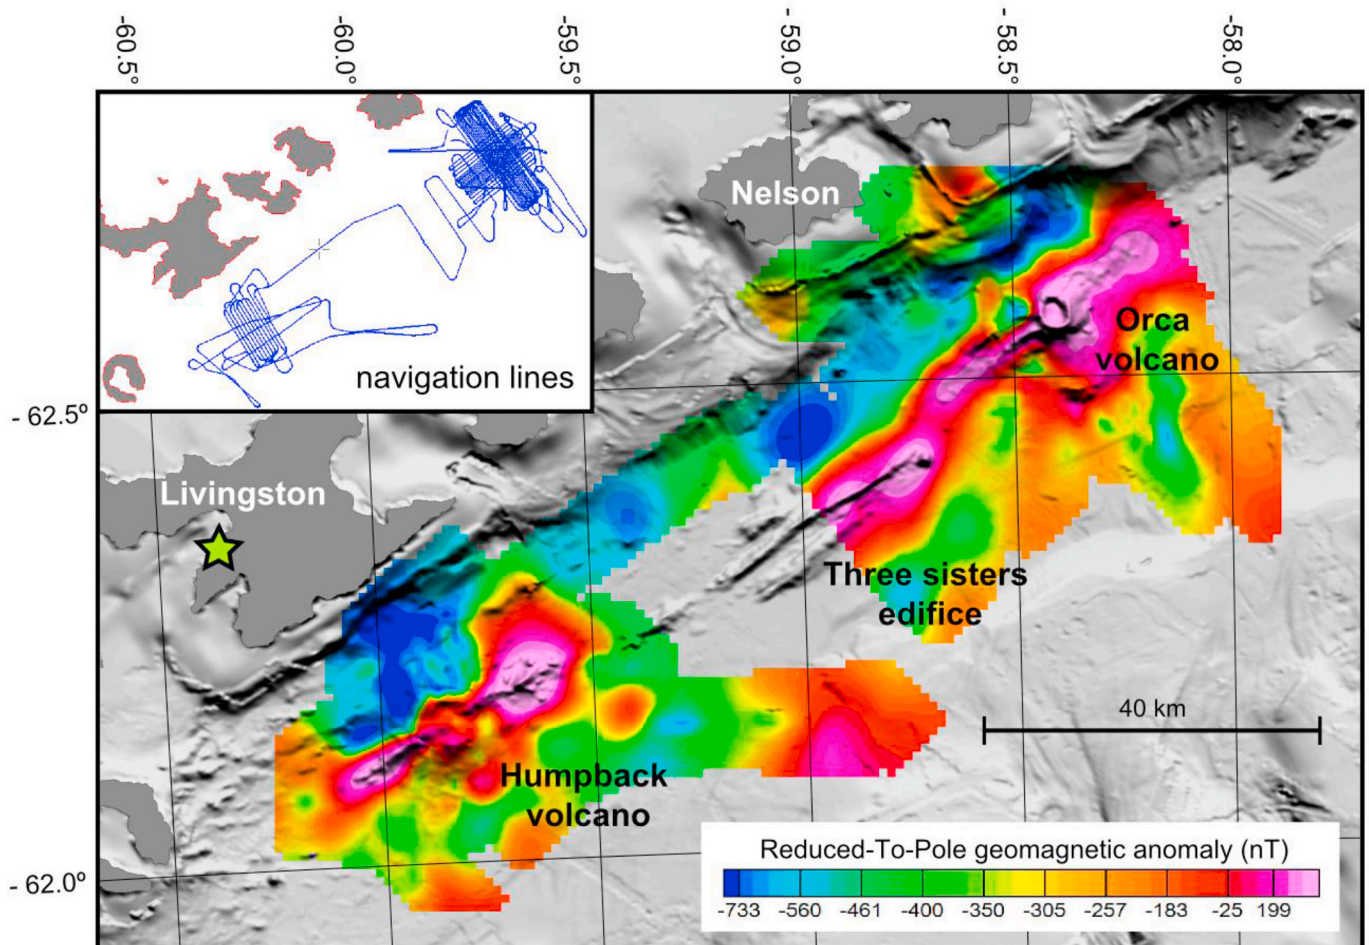 -60.5°
-60.0°
-59.5°
-59.0°
-58.5°
-58.0°
navigation lines
Nelson
Orca
volcano
- 62.5°
Livingston
Three sisters
edifice
40 km
Humpback
volcano
- 62.0°
Reduced-To-Pole geomagnetic anomaly (nT)
-733 -560 -461 -400 -350 -305 -257 -183 -25 199